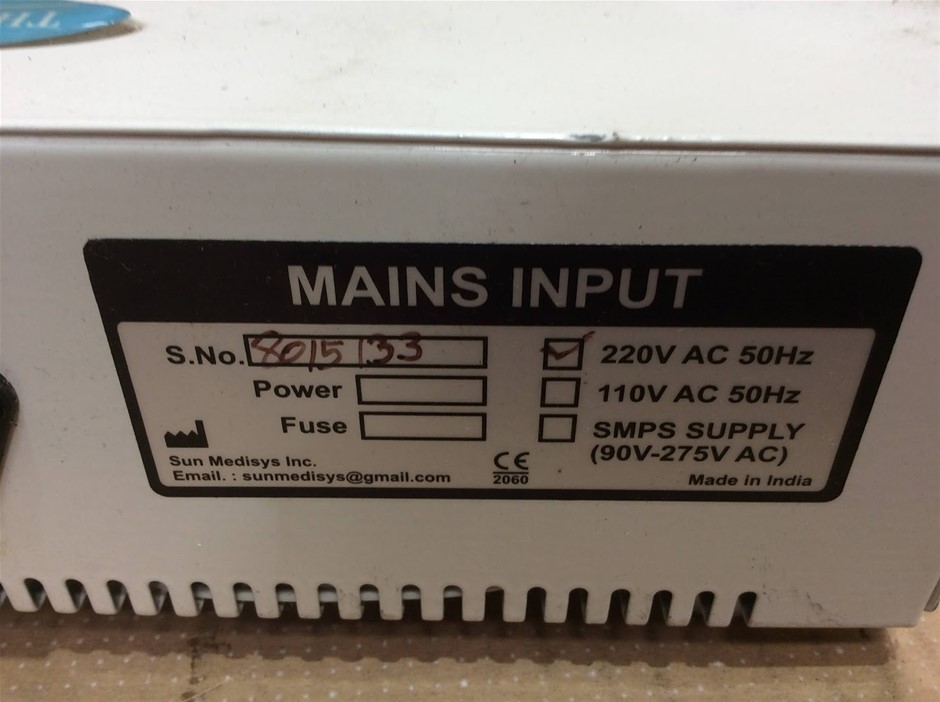 MAINS INPUT
S.No. 8015133
220V AC 50Hz
Power
110V AC 50Hz
Fuse
SMPS SUPPLY
(90V-275V AC)
Sun Medisys Inc.
CE
Email. : sunmedisys@gmail.com
2060
Made in India